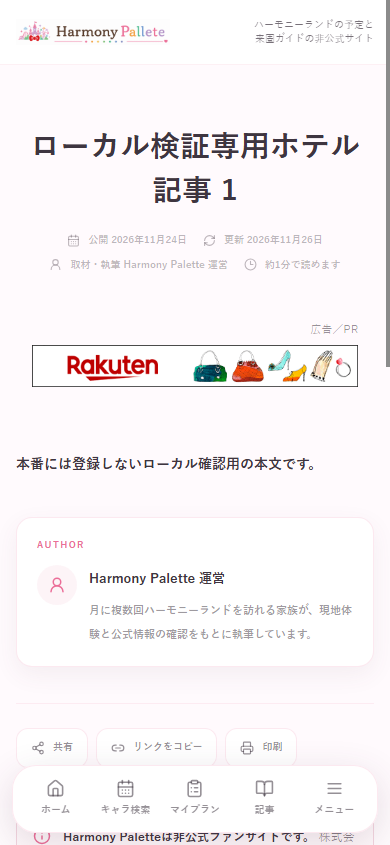 Harmony Pallete
ハーモニーランドの予定と
来園ガイドの非公式サイト
ローカル検証専用ホテル
記事 1
公開 2026年11月24日 更新 2026年11月26日
取材・執筆 Harmony Palette 運営 約1分で読めます
広告／PR
Rakuten
本番には登録しないローカル確認用の本文です。
AUTHOR
Harmony Palette 運営
月に複数回ハーモニーランドを訪れる家族が、現地体
験と公式情報の確認をもとに執筆しています。
共有 リンクをコピー 印刷
ホーム キャラ検索 マイプラン 記事 メニュー
Harmony Paletteは非公式ファンサイトです。 株式会